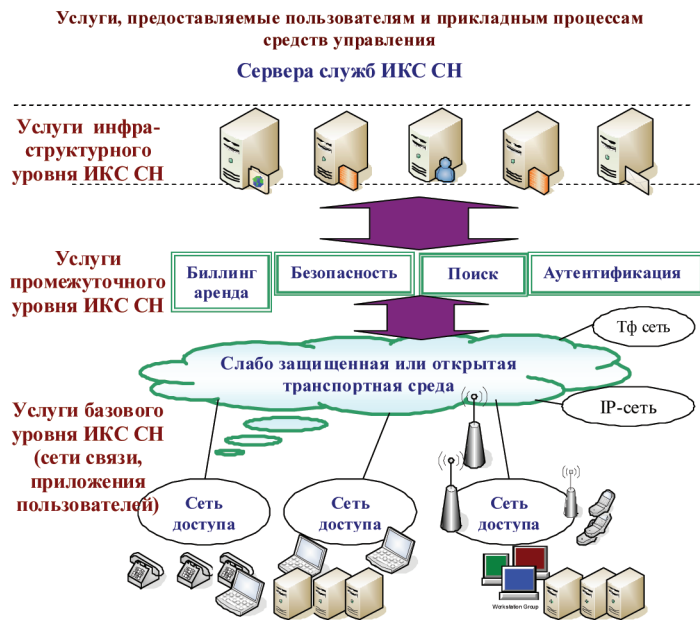 Услуги, предоставляемые пользователям и прикладным процессам
средств управления
Сервера служб ИКС СН
Услуги инфра-
структурного
уровня ИКС СН
Услуги
промежуточного
уровня ИКС СН
Биллинг
аренда
Безопасность
Поиск
Аутентификация
Тф сеть
Слабо защищенная или открытая
транспортная среда
IP-сеть
Услуги базового
уровня ИКС СН
(сети связи,
приложения
пользователей)
Сеть
доступа
Сеть
доступа
Сеть
доступа
Workstation Group